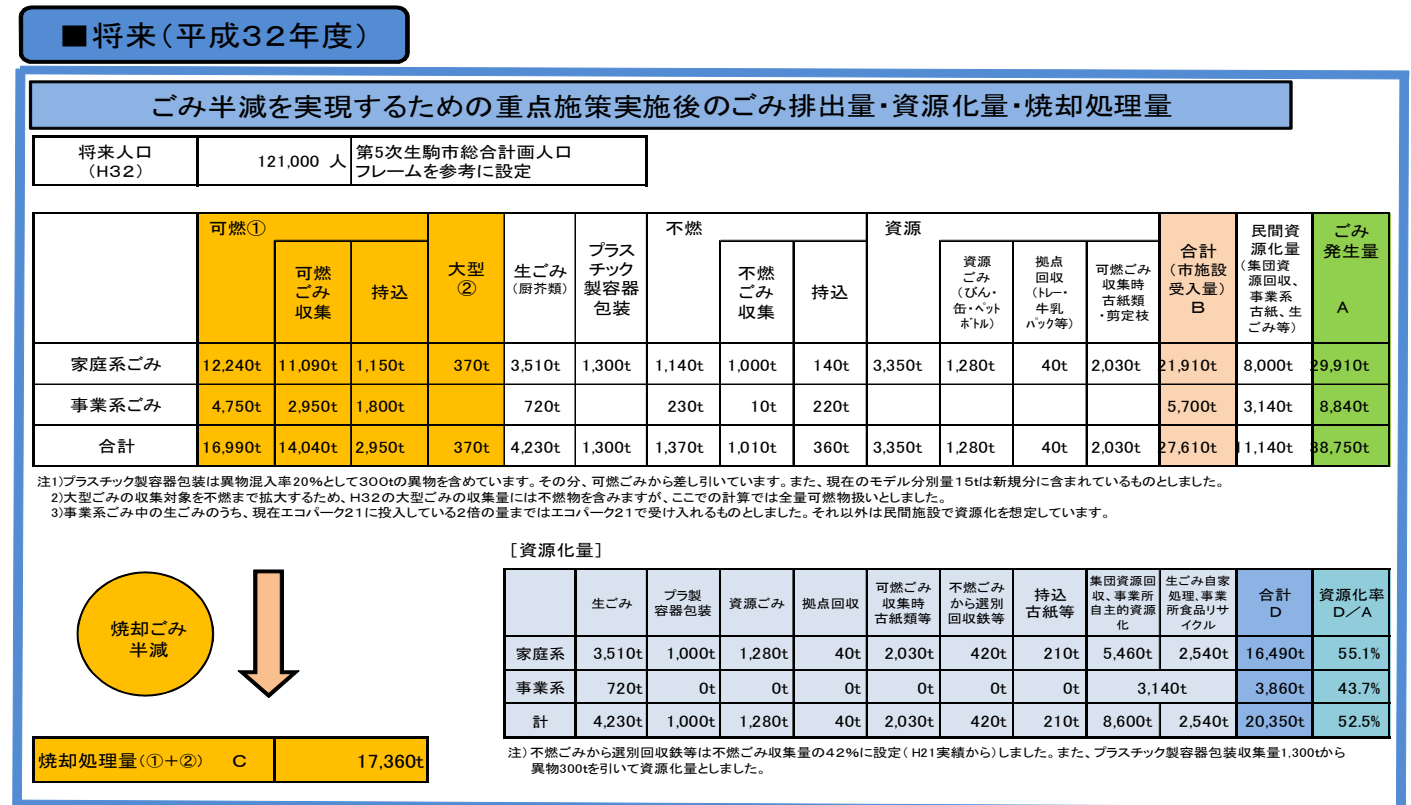 ■将来(平成32年度)
ごみ半減を実現するための重点施策実施後のごみ排出量・資源化量・焼却処理量
将来人口
(H32)
121,000 人
第5次生駒市総合計画人口
フレームを参考に設定
可燃①
可燃
ごみ
収集
持込
大型
②
生ごみ
(厨芥類)
プラス
チック
製容器
包装
不燃
不燃
ごみ
収集
持込
資源
資源
ごみ
(びん・
缶・ペット
ボトル)
拠点
回収
(トレー・
牛乳
パック等)
可燃ごみ
収集時
古紙類
・剪定枝
合計
(市施設
受入量)
B
民間資
源化量
(集団資
源回収、
事業系
古紙、生
ごみ等)
ごみ
発生量
A
家庭系ごみ 12,240t 11,090t 1,150t 370t 3,510t 1,300t 1,140t 1,000t 140t 3,350t 1,280t 40t 2,030t 21,910t 8,000t 29,910t
事業系ごみ 4,750t 2,950t 1,800t 720t 230t 10t 220t 5,700t 3,140t 8,840t
合計 16,990t 14,040t 2,950t 370t 4,230t 1,300t 1,370t 1,010t 360t 3,350t 1,280t 40t 2,030t 27,610t 11,140t 38,750t
注1)プラスチック製容器包装は異物混入率20%として300tの異物を含めています。その分、可燃ごみから差し引いています。また、現在のモデル分別量15tは新規分に含まれているものとしました。
2)大型ごみの収集対象を不燃まで拡大するため、H32の大型ごみの収集量には不燃物を含みますが、ここでの計算では全量可燃物扱いとしました。
3)事業系ごみ中の生ごみのうち、現在エコパーク21に投入している2倍の量まではエコパーク21で受け入れるものとしました。それ以外は民間施設で資源化を想定しています。
焼却ごみ
半減
焼却処理量(①+②) C 17,360t
[資源化量]
生ごみ
プラ製
容器包装
資源ごみ
拠点回収
可燃ごみ
収集時
古紙類等
不燃ごみ
から選別
回収鉄等
持込
古紙等
集団資源回
収、事業所
自主的資源
化
生ごみ自家
処理、事業
所食品リサ
イクル
合計
D
資源化率
D/A
家庭系 3,510t 1,000t 1,280t 40t 2,030t 420t 210t 5,460t 2,540t 16,490t 55.1%
事業系 720t 0t 0t 0t 0t 0t 0t 3,140t 3,860t 43.7%
計 4,230t 1,000t 1,280t 40t 2,030t 420t 210t 8,600t 2,540t 20,350t 52.5%
注)不燃ごみから選別回収鉄等は不燃ごみ収集量の42%に設定(H21実績から)しました。また、プラスチック製容器包装収集量1,300tから
異物300tを引いて資源化量としました。